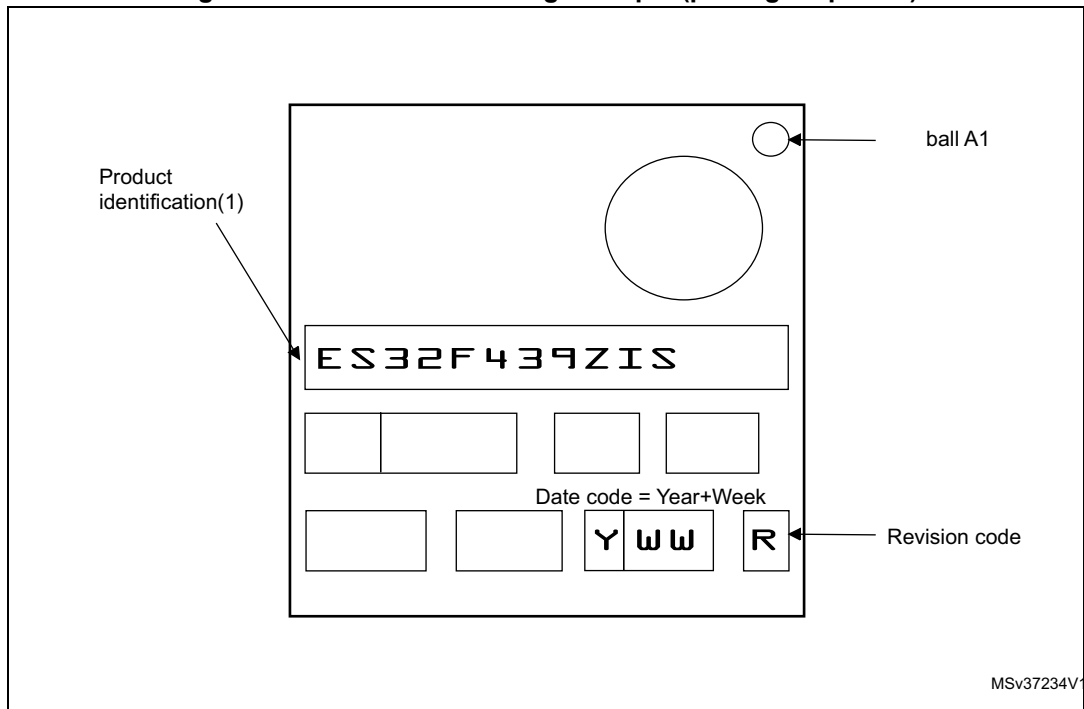 ball A1
Product
identification(1)
ES32F439ZIS
Date code = Year+Week
Y WW R
Revision code
MSv37234V1